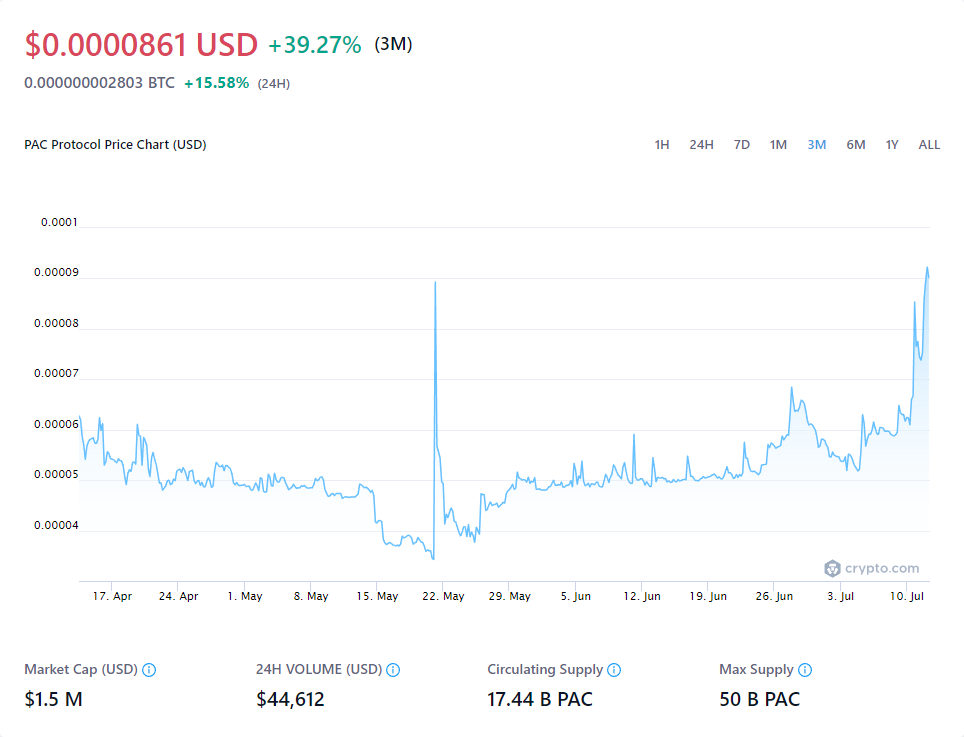 $0.0000861 USD +39.27% (3M)
0.000000002803 BTC +15.58% (24H)
PAC Protocol Price Chart (USD)
1H 24H 7D 1M 3M 6M 1Y ALL
0.0001
0.00009
0.00008
0.00007
0.00006
0.00005
0.00004
crypto.com
17. Apr 24. Apr 1. May 8. May 15. May 22. May 29. May 5. Jun 12. Jun 19. Jun 26. Jun 3. Jul 10. Jul
Market Cap (USD) 24H VOLUME (USD) Circulating Supply Max Supply
$1.5 M $44,612 17.44 B PAC 50 B PAC